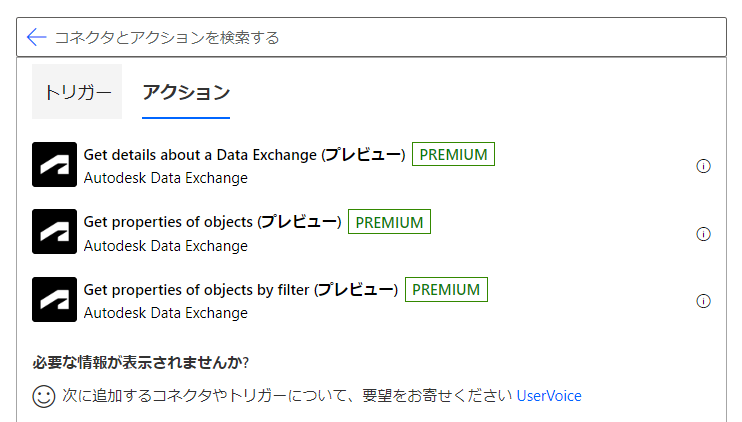 コネクタとアクションを検索する
トリガー アクション
Get details about a Data Exchange (プレビュー) PREMIUM
Autodesk Data Exchange
Get properties of objects (プレビュー) PREMIUM
Autodesk Data Exchange
Get properties of objects by filter (プレビュー) PREMIUM
Autodesk Data Exchange
必要な情報が表示されませんか?
次に追加するコネクタやトリガーについて、要望をお寄せください UserVoice